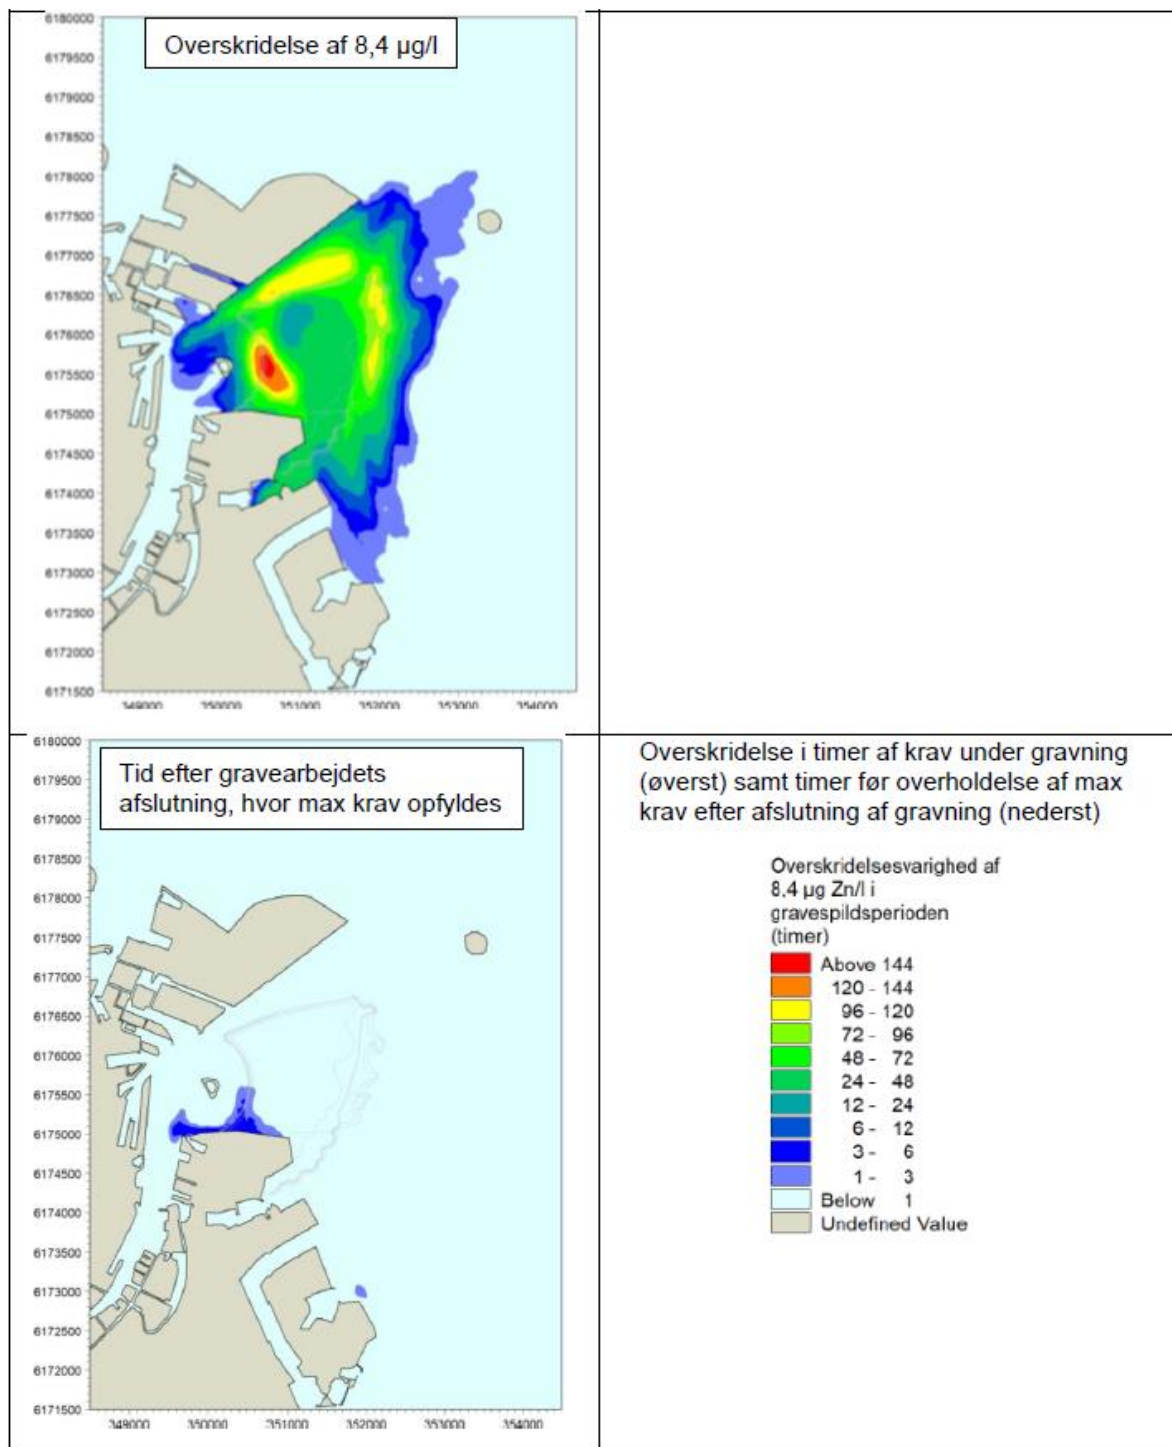 Overskridelse af 8,4 µg/l
6180000
6179500
6179000
6178500
6178000
6177500
6177000
6176500
6176000
6175500
6175000
6174500
6174000
6173500
6173000
6172500
6172000
6171500
349000 350000 351000 352000 353000 354000
Tid efter gravearbejdets
afslutning, hvor max krav opfyldes
6180000
6179500
6179000
6178500
6178000
6177500
6177000
6176500
6176000
6175500
6175000
6174500
6174000
6173500
6173000
6172500
6172000
6171500
349000 350000 351000 352000 353000 354000
Overskridelse i timer af krav under gravning
(øverst) samt timer før overholdelse af max
krav efter afslutning af gravning (nederst)
Overskridelsesvarighed af
8,4 µg Zn/l i
gravespildsperioden
(timer)
Above 144
120 - 144
96 - 120
72 - 96
48 - 72
24 - 48
12 - 24
6 - 12
3 - 6
1 - 3
Below 1
Undefined Value